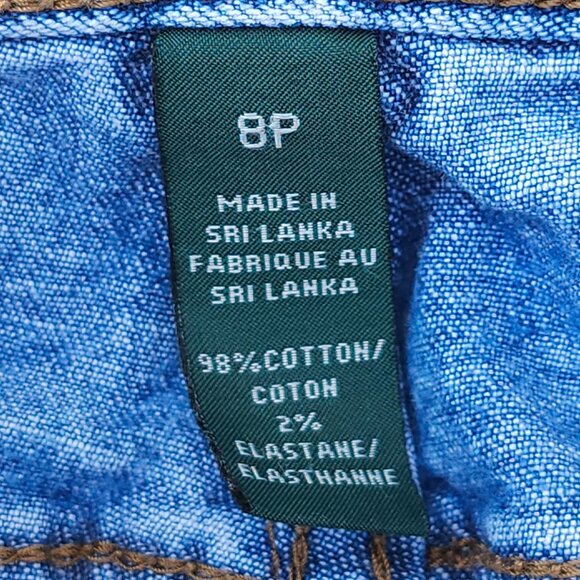 8P
MADE IN
SRI LANKA
FABRIQUE AU
SRI LANKA
98%COTTON/
COTON
2%
ELASTANE/
ELASTHANNE